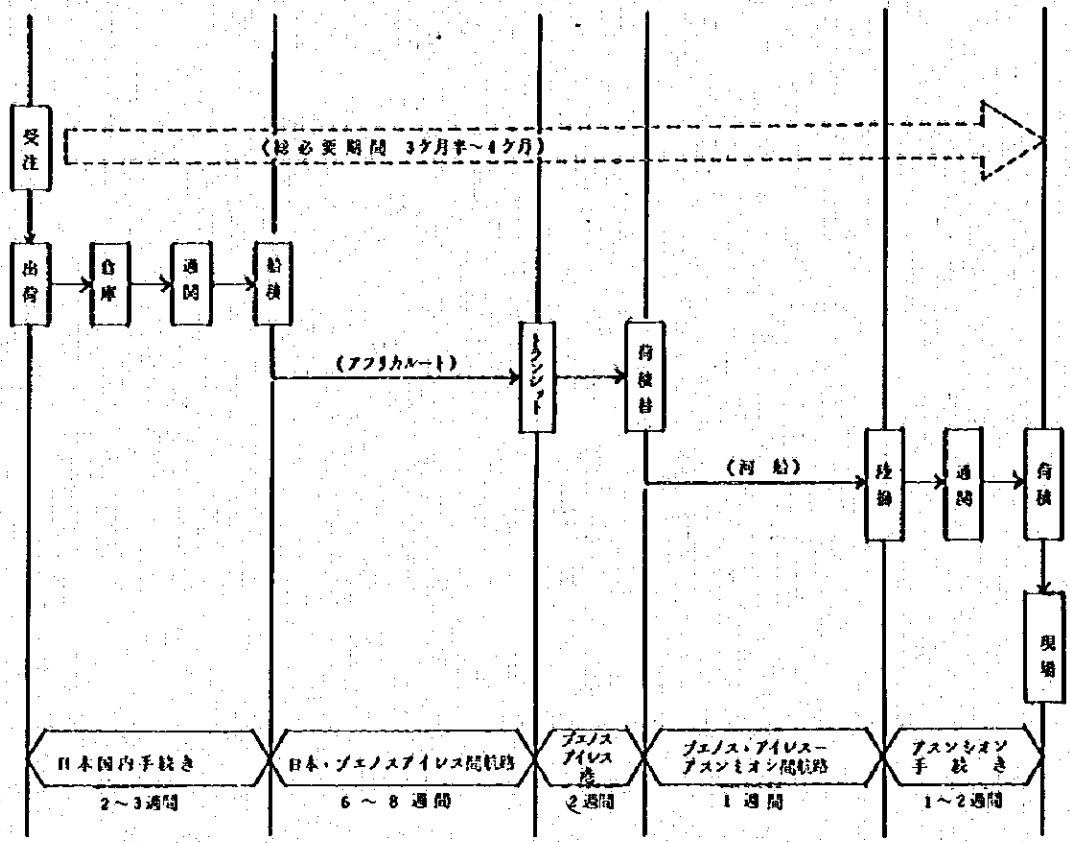 受注
(総必要期間 3ケ月半~4ケ月)
出荷
倉庫
通関
船積
(アフリカルート)
トランジット
荷積替
(河船)
陸揚
通関
荷積
現場
日本国内手続き
2~3週間
日本・ブエノスアイレス間航路
6~8週間
ブエノス
アイレス
港
2週間
ブエノス・アイレス－
アスンシオン間航路
1週間
アスンシオン
手続き
1~2週間